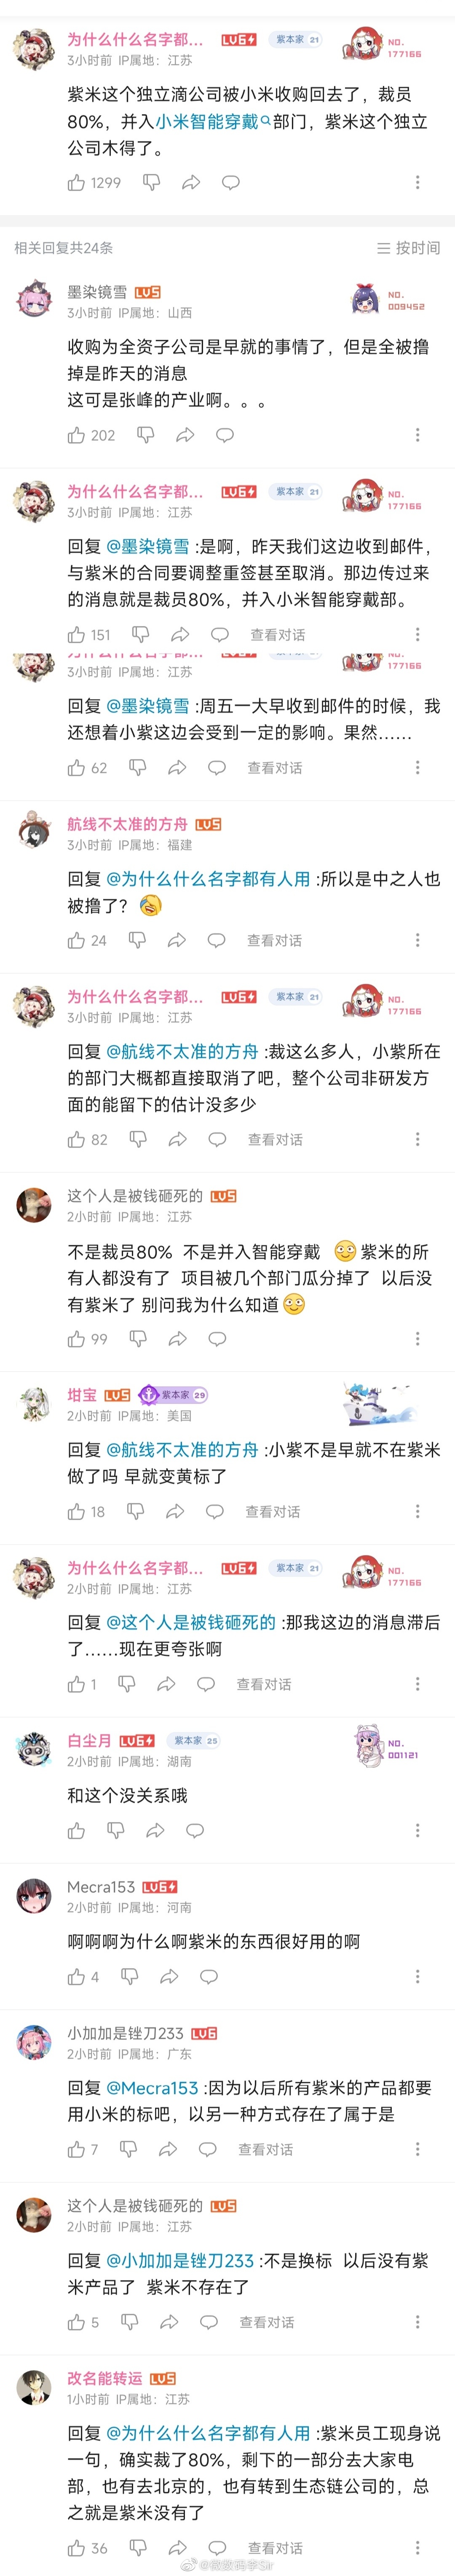 为什么什么名字都... LV6 紫本家 21 NO. 177166
3小时前 IP属地：江苏
紫米这个独立滴公司被小米收购回去了，裁员
80%，并入小米智能穿戴部门，紫米这个独立
公司木得了。
1299
相关回复共24条 按时间
墨染镜雪 LV5 NO. 009452
3小时前 IP属地：山西
收购为全资子公司是早就的事情了，但是全被撸
掉是昨天的消息
这可是张峰的产业啊。。。
202
为什么什么名字都... LV6 紫本家 21 NO. 177166
3小时前 IP属地：江苏
回复 @墨染镜雪 :是啊，昨天我们这边收到邮件，
与紫米的合同要调整重签甚至取消。那边传过来
的消息就是裁员80%，并入小米智能穿戴部。
151 查看对话
为什么什么名字都... 177166
3小时前 IP属地：江苏
回复 @墨染镜雪 :周五一大早收到邮件的时候，我
还想着小紫这边会受到一定的影响。果然......
62 查看对话
航线不太准的方舟 LV5
3小时前 IP属地：福建
回复 @为什么什么名字都有人用 :所以是中之人也
被撸了？
24 查看对话
为什么什么名字都... LV6 紫本家 21 NO. 177166
3小时前 IP属地：江苏
回复 @航线不太准的方舟 :裁这么多人，小紫所在
的部门大概都直接取消了吧，整个公司非研发方
面的能留下的估计没多少
82 查看对话
这个人是被钱砸死的 LV5
2小时前 IP属地：江苏
不是裁员80% 不是并入智能穿戴 紫米的所
有人都没有了 项目被几个部门瓜分掉了 以后没
有紫米了 别问我为什么知道
99
坩宝 LV5 紫本家 29
2小时前 IP属地：美国
回复 @航线不太准的方舟 :小紫不是早就不在紫米
做了吗 早就变黄标了
18 查看对话
为什么什么名字都... LV6 紫本家 21 NO. 177166
2小时前 IP属地：江苏
回复 @这个人是被钱砸死的 :那我这边的消息滞后
了......现在更夸张啊
1 查看对话
白尘月 LV6 紫本家 25 NO. 001121
2小时前 IP属地：湖南
和这个没关系哦
Mecra153 LV6
2小时前 IP属地：河南
啊啊啊为什么啊紫米的东西很好用的啊
4
小加加是锉刀233 LV6
2小时前 IP属地：广东
回复 @Mecra153 :因为以后所有紫米的产品都要
用小米的标吧，以另一种方式存在了属于是
7 查看对话
这个人是被钱砸死的 LV5
2小时前 IP属地：江苏
回复 @小加加是锉刀233 :不是换标 以后没有紫
米产品了 紫米不存在了
5 查看对话
改名能转运 LV5
1小时前 IP属地：江苏
回复 @为什么什么名字都有人用 :紫米员工现身说
一句，确实裁了80%，剩下的一部分去大家电
部，也有去北京的，也有转到生态链公司的，总
之就是紫米没有了
36 查看对话